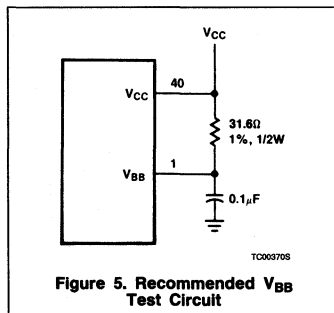 VCC
VCC 40
31.6Ω
1%, 1/2W
VBB 1
0.1μF
TC00370S
Figure 5. Recommended VBB
Test Circuit